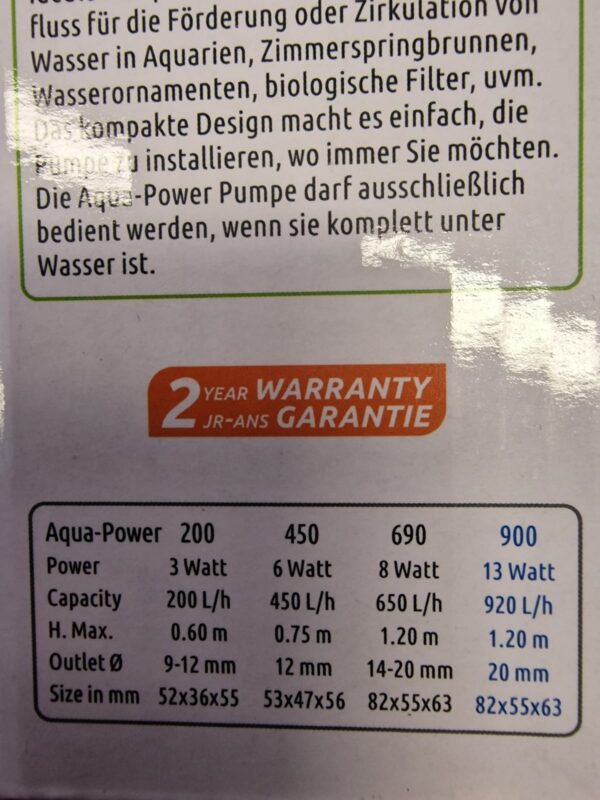 fluss für die Förderung oder Zirkulation von
Wasser in Aquarien, Zimmerspringbrunnen,
Wasserornamenten, biologische Filter, uvm.
Das kompakte Design macht es einfach, die
Pumpe zu installieren, wo immer Sie möchten.
Die Aqua-Power Pumpe darf ausschließlich
bedient werden, wenn sie komplett unter
Wasser ist.
2 YEAR WARRANTY
JR-ANS GARANTIE
Aqua-Power 200 450 690 900
Power 3 Watt 6 Watt 8 Watt 13 Watt
Capacity 200 L/h 450 L/h 650 L/h 920 L/h
H. Max. 0.60 m 0.75 m 1.20 m 1.20 m
Outlet Ø 9-12 mm 12 mm 14-20 mm 20 mm
Size in mm 52x36x55 53x47x56 82x55x63 82x55x63